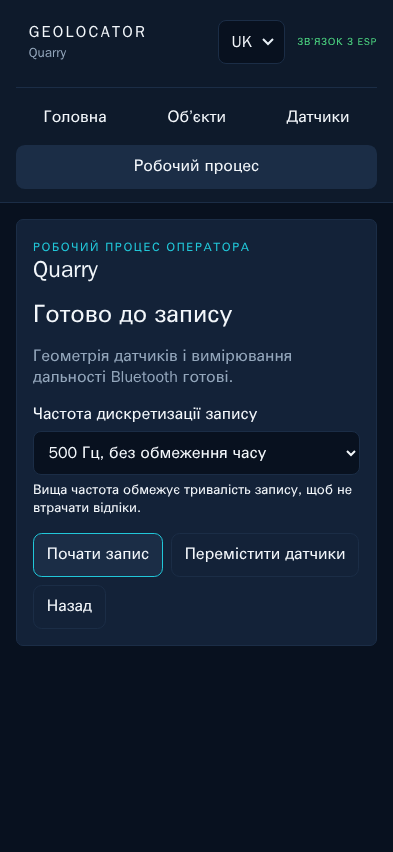 GEOLOCATOR
Quarry
UK
ЗВ'ЯЗОК З ESP
Головна
Об'єкти
Датчики
Робочий процес
РОБОЧИЙ ПРОЦЕС ОПЕРАТОРА
Quarry
Готово до запису
Геометрія датчиків і вимірювання
дальності Bluetooth готові.
Частота дискретизації запису
500 Гц, без обмеження часу
Вища частота обмежує тривалість запису, щоб не
втрачати відліки.
Почати запис
Перемістити датчики
Назад